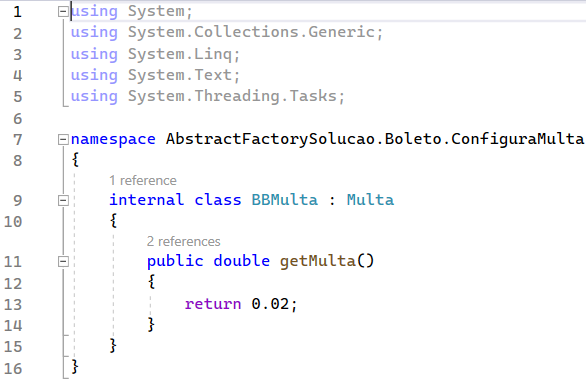 1 using System;
2 using System.Collections.Generic;
3 using System.Linq;
4 using System.Text;
5 using System.Threading.Tasks;
6
7 namespace AbstractFactorySolucao.Boleto.ConfiguraMulta
8 {
1 reference
9 internal class BBMulta : Multa
10 {
2 references
11 public double getMulta()
12 {
13 return 0.02;
14 }
15 }
16 }